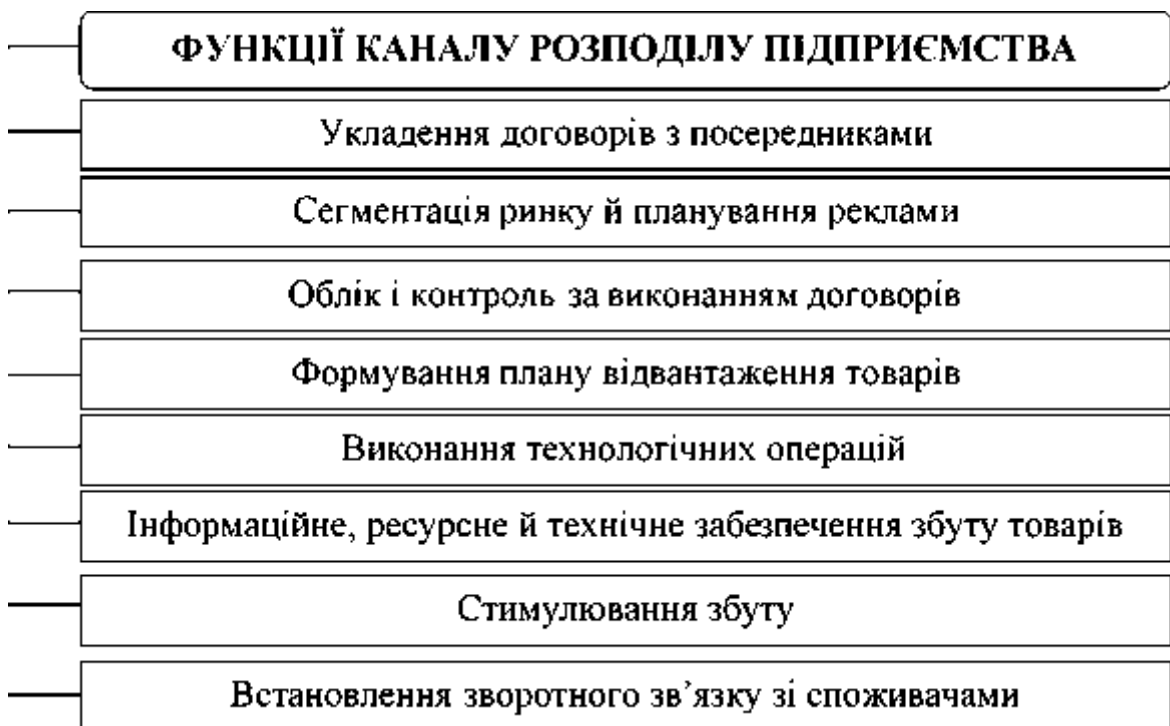 ФУНКЦІЇ КАНАЛУ РОЗПОДІЛУ ПІДПРИЄМСТВА
Укладення договорів з посередниками
Сегментація ринку й планування реклами
Облік і контроль за виконанням договорів
Формування плану відвантаження товарів
Виконання технологічних операцій
Інформаційне, ресурсне й технічне забезпечення збуту товарів
Стимулювання збуту
Встановлення зворотного зв’язку зі споживачами